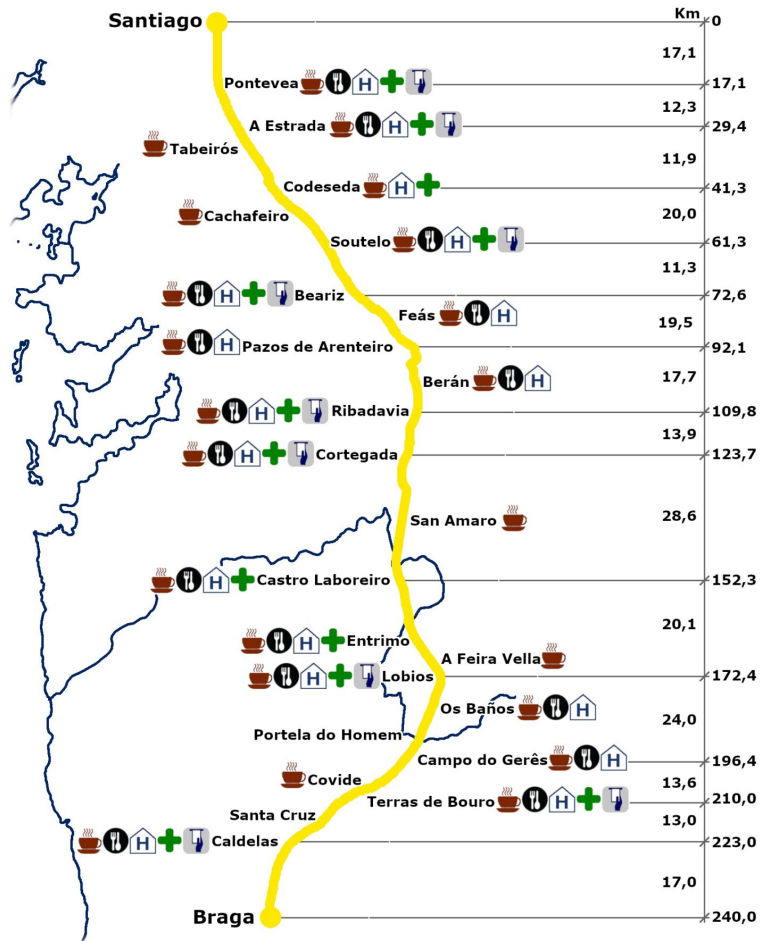 Km
Santiago
0
17,1
Pontevea H
17,1
12,3
A Estrada H
29,4
Tabeirós
11,9
Codeseda H
41,3
20,0
Cachafeiro
Soutelo H
61,3
11,3
H Beariz
72,6
Feás H
19,5
H Pazos de Arenteiro
92,1
17,7
Berán H
H Ribadavia
109,8
13,9
H Cortegada
123,7
San Amaro
28,6
H Castro Laboreiro
152,3
20,1
H Entrimo
A Feira Vella
H Lobios
172,4
Os Baños H
24,0
Portela do Homem
Campo do Gerês H
196,4
Covide
13,6
Terras de Bouro H
210,0
Santa Cruz
13,0
H Caldelas
223,0
17,0
Braga
240,0